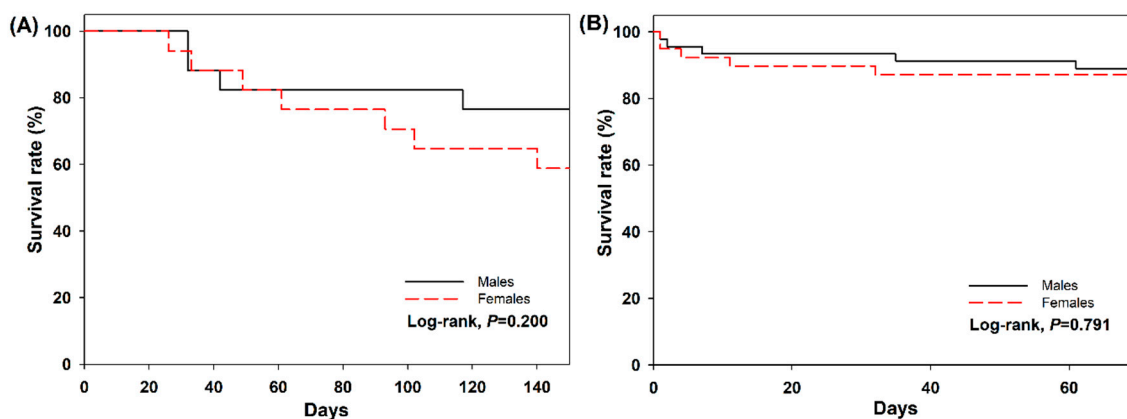 (A)
Survival rate (%)
100
80
60
40
20
0
Males
Females
Log-rank, P=0.200
0 20 40 60 80 100 120 140
Days
(B)
Survival rate (%)
100
80
60
40
20
0
Males
Females
Log-rank, P=0.791
0 20 40 60
Days